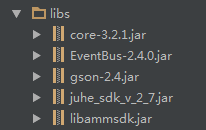 libs
core-3.2.1.jar
EventBus-2.4.0.jar
gson-2.4.jar
juhe_sdk_v_2_7.jar
libammsdk.jar